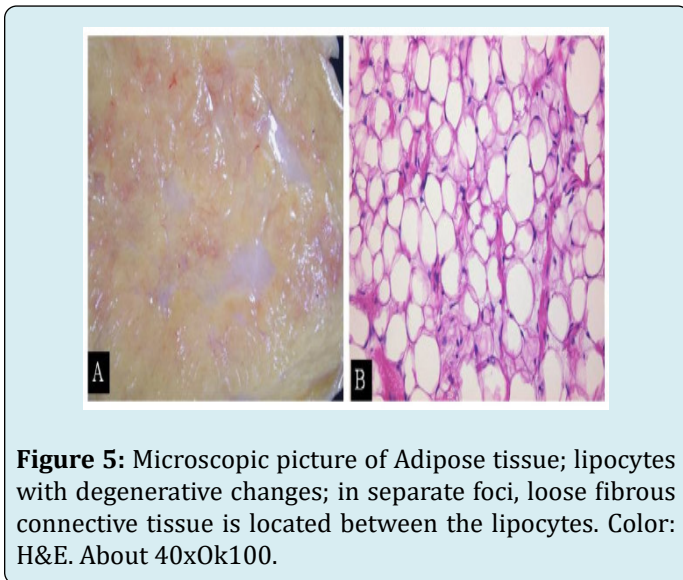 A
B
Figure 5: Microscopic picture of Adipose tissue; lipocytes
with degenerative changes; in separate foci, loose fibrous
connective tissue is located between the lipocytes. Color:
H&E. About 40xOk100.